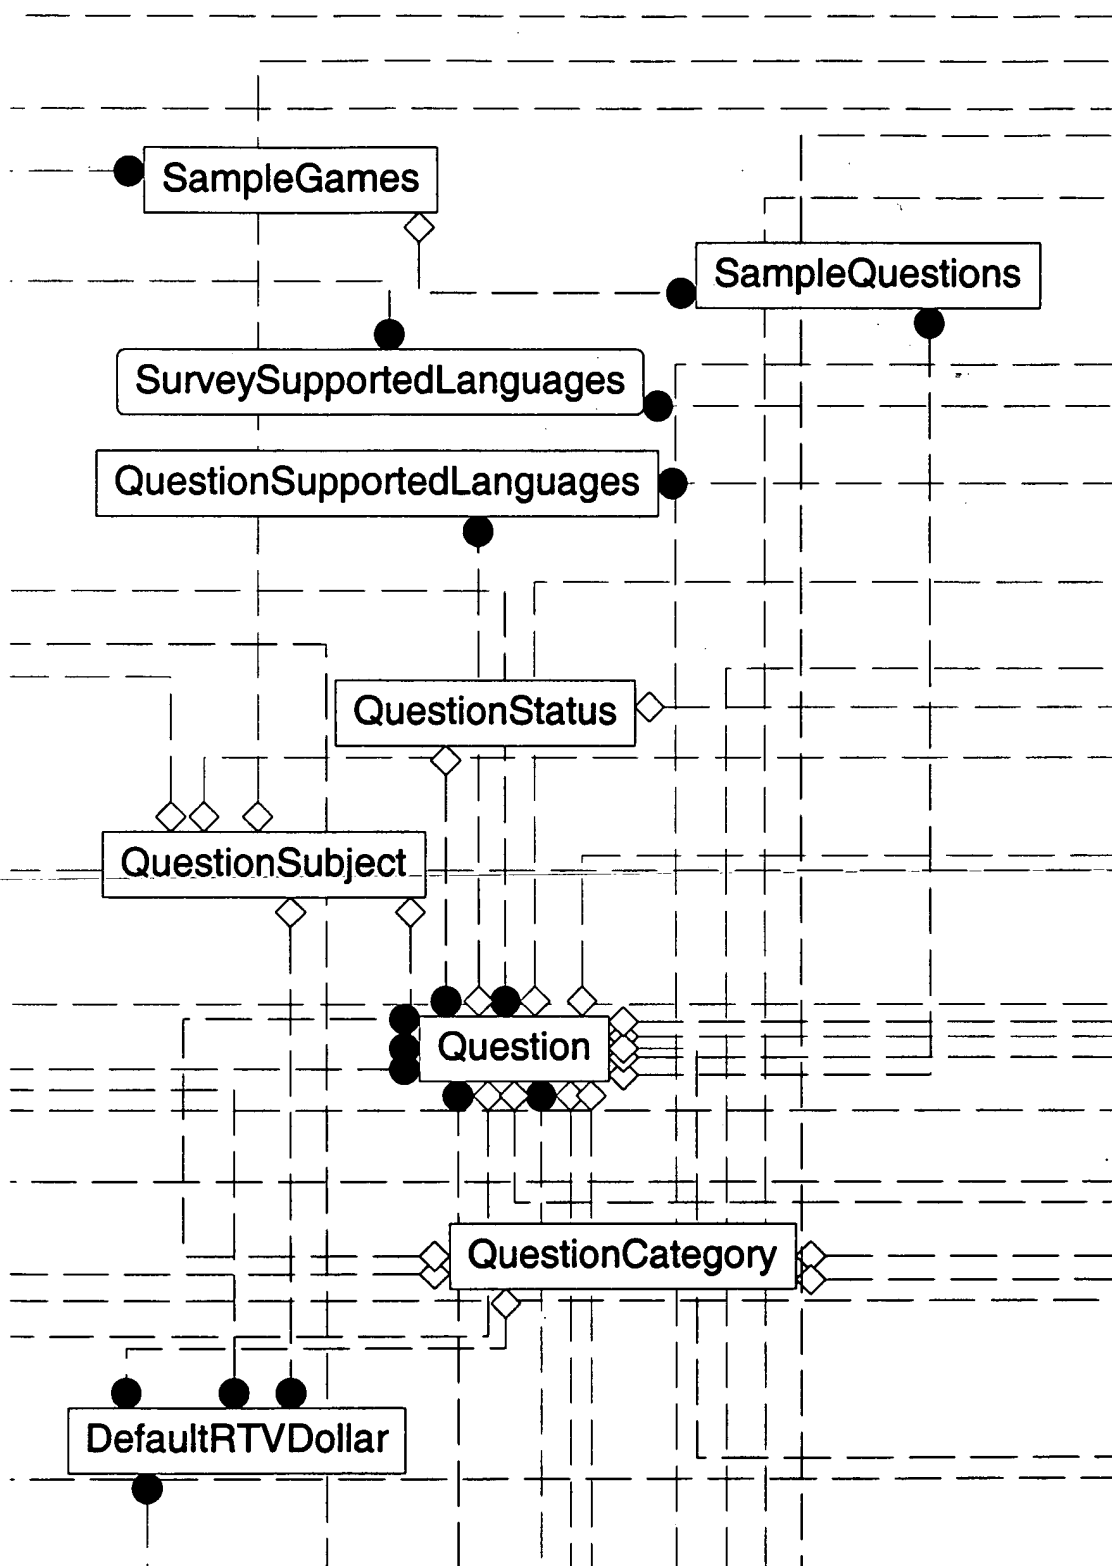 SampleGames
SampleQuestions
SurveySupportedLanguages
QuestionSupportedLanguages
QuestionStatus
QuestionSubject
Question
QuestionCategory
DefaultRTVDollar